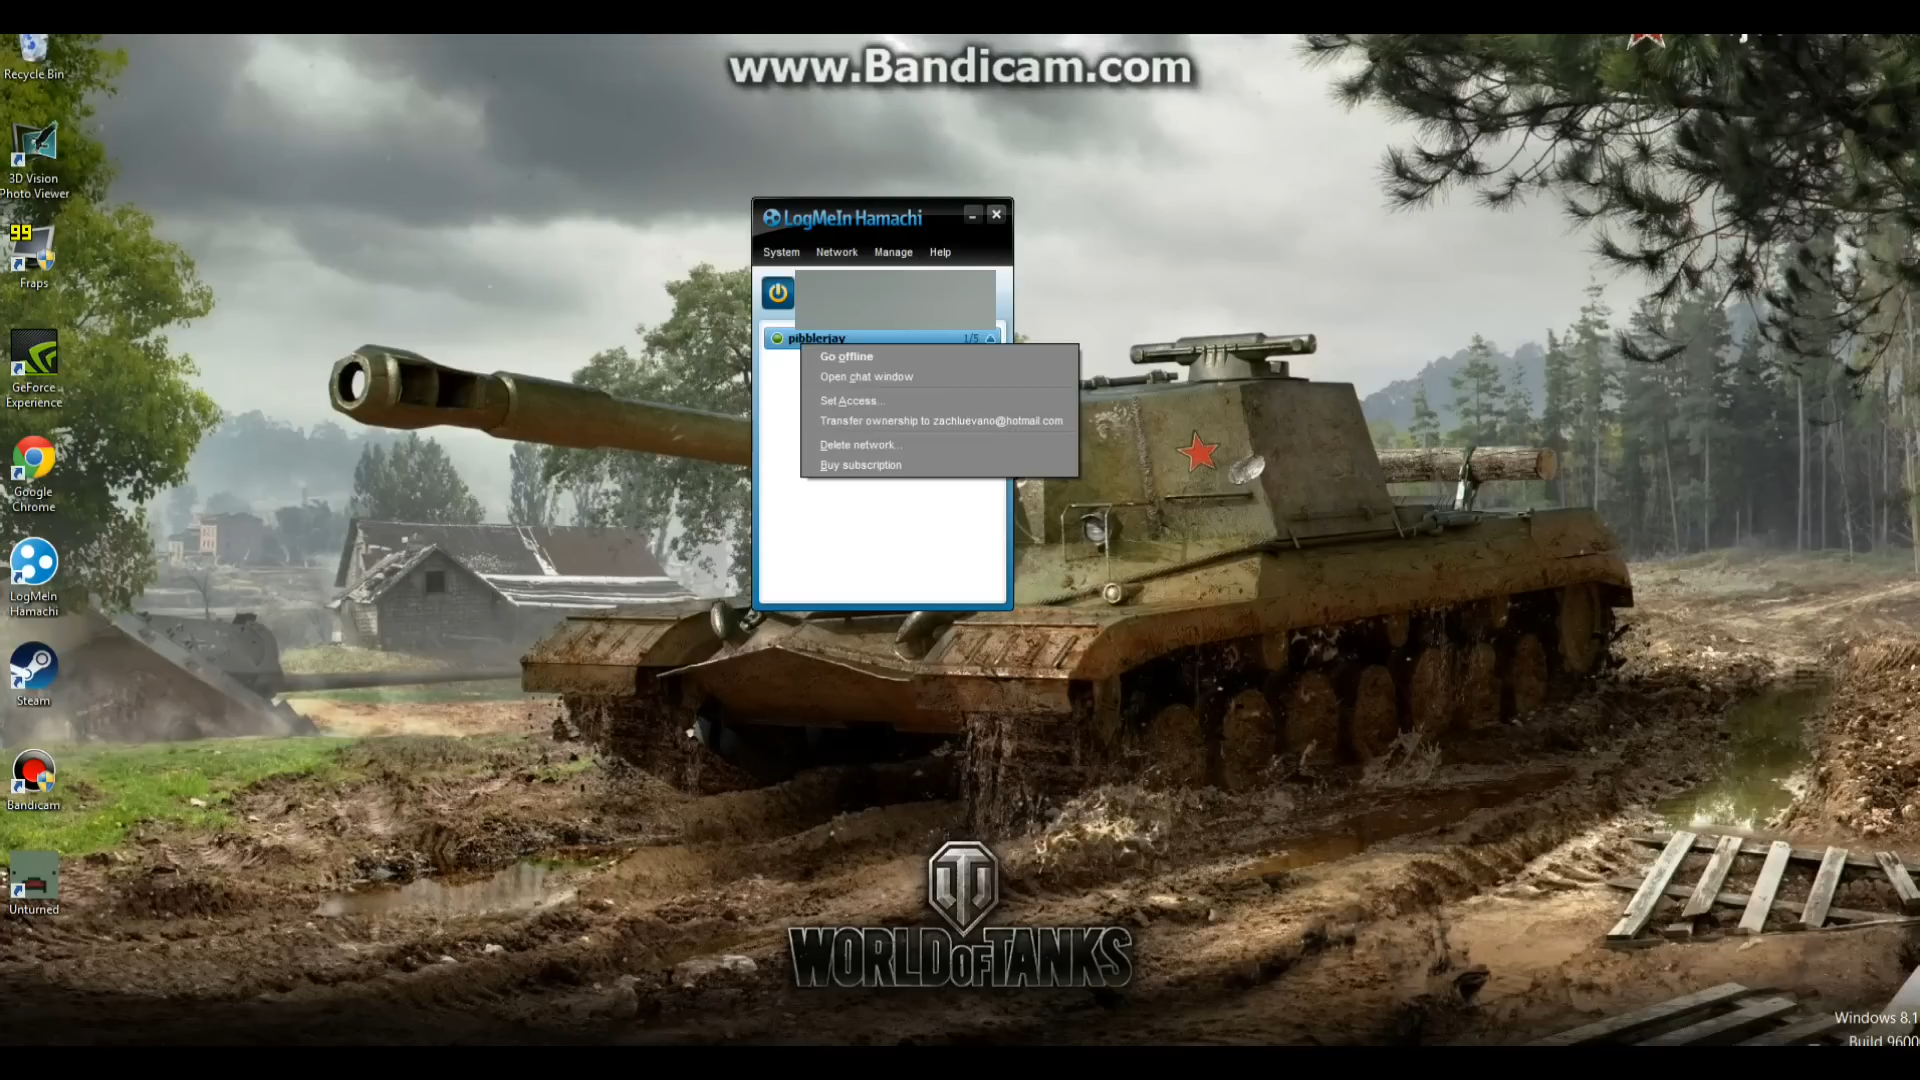 www.Bandicam.com
Recycle Bin
3D Vision
Photo Viewer
99
Fraps
GeForce
Experience
Google
Chrome
LogMeIn
Hamachi
Steam
Bandicam
Unturned
LogMeIn Hamachi
System Network Manage Help
pibblerjay 1/5
Go offline
Open chat window
Set Access...
Transfer ownership to zachluevano@hotmail.com
Delete network...
Buy subscription
WORLD OF TANKS
Windows 8.1
Build 9600